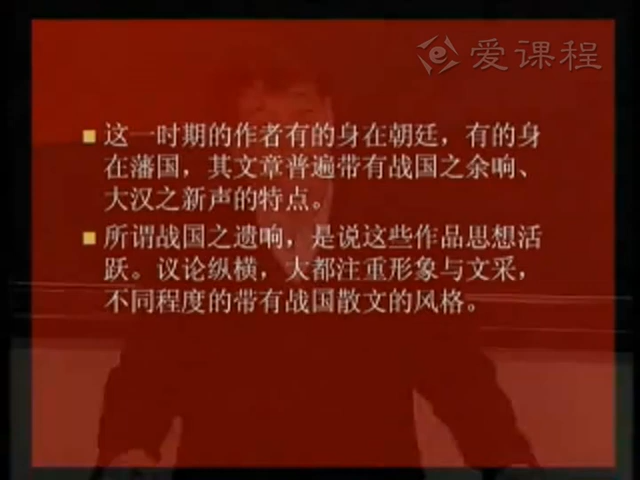 爱课程
这一时期的作者有的身在朝廷，有的身
在藩国，其文章普遍带有战国之余响、
大汉之新声的特点。
所谓战国之遗响，是说这些作品思想活
跃。议论纵横，大都注重形象与文采，
不同程度的带有战国散文的风格。